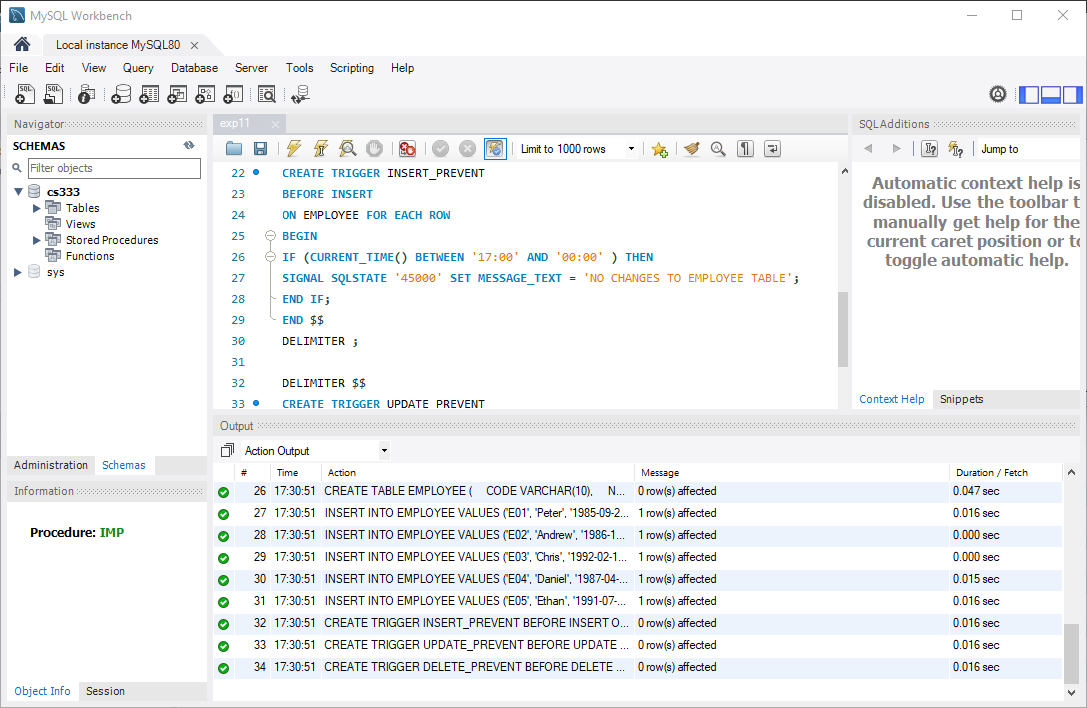 MySQL Workbench
Local instance MySQL80
File Edit View Query Database Server Tools Scripting Help
Navigator
SCHEMAS
Filter objects
cs333
Tables
Views
Stored Procedures
Functions
sys
Administration Schemas
Information
Procedure: IMP
Object Info Session
exp11
Limit to 1000 rows
22 CREATE TRIGGER INSERT_PREVENT
23 BEFORE INSERT
24 ON EMPLOYEE FOR EACH ROW
25 BEGIN
26 IF (CURRENT_TIME() BETWEEN '17:00' AND '00:00' ) THEN
27 SIGNAL SQLSTATE '45000' SET MESSAGE_TEXT = 'NO CHANGES TO EMPLOYEE TABLE';
28 END IF;
29 END $$
30 DELIMITER ;
31
32 DELIMITER $$
33 CREATE TRIGGER UPDATE_PREVENT
SQLAdditions
Jump to
Automatic context help is
disabled. Use the toolbar t
manually get help for the
current caret position or to
toggle automatic help.
Context Help Snippets
Output
Action Output
# Time Action Message Duration / Fetch
26 17:30:51 CREATE TABLE EMPLOYEE ( CODE VARCHAR(10), N... 0 row(s) affected 0.047 sec
27 17:30:51 INSERT INTO EMPLOYEE VALUES ('E01', 'Peter', '1985-09-2... 1 row(s) affected 0.016 sec
28 17:30:51 INSERT INTO EMPLOYEE VALUES ('E02', 'Andrew', '1986-1... 1 row(s) affected 0.000 sec
29 17:30:51 INSERT INTO EMPLOYEE VALUES ('E03', 'Chris', '1992-02-1... 1 row(s) affected 0.000 sec
30 17:30:51 INSERT INTO EMPLOYEE VALUES ('E04', 'Daniel', '1987-04-... 1 row(s) affected 0.015 sec
31 17:30:51 INSERT INTO EMPLOYEE VALUES ('E05', 'Ethan', '1991-07-... 1 row(s) affected 0.016 sec
32 17:30:51 CREATE TRIGGER INSERT_PREVENT BEFORE INSERT O... 0 row(s) affected 0.016 sec
33 17:30:51 CREATE TRIGGER UPDATE_PREVENT BEFORE UPDATE ... 0 row(s) affected 0.016 sec
34 17:30:51 CREATE TRIGGER DELETE_PREVENT BEFORE DELETE ... 0 row(s) affected 0.016 sec